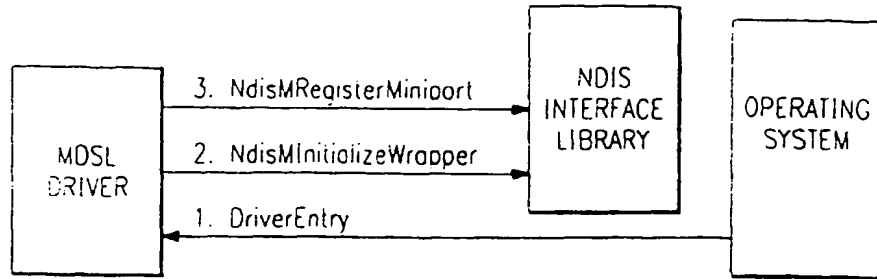 MDSL
DRIVER
3. NdisMRegisterMiniport
2. NdisMInitializeWrapper
1. DriverEntry
NDIS
INTERFACE
LIBRARY
OPERATING
SYSTEM